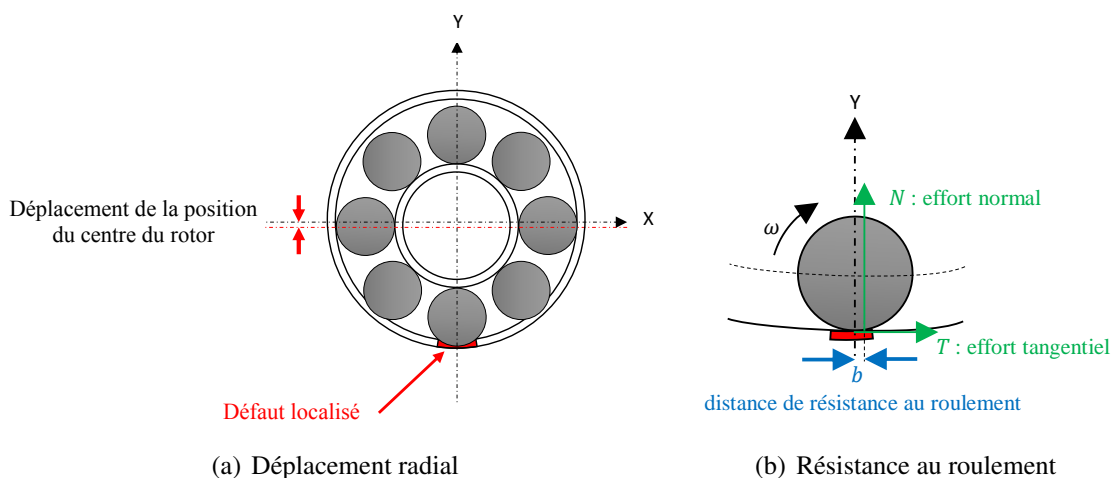 Y
X
Déplacement de la position
du centre du rotor
Défaut localisé
(a) Déplacement radial
Y
N : effort normal
ω
T : effort tangentiel
b
distance de résistance au roulement
(b) Résistance au roulement